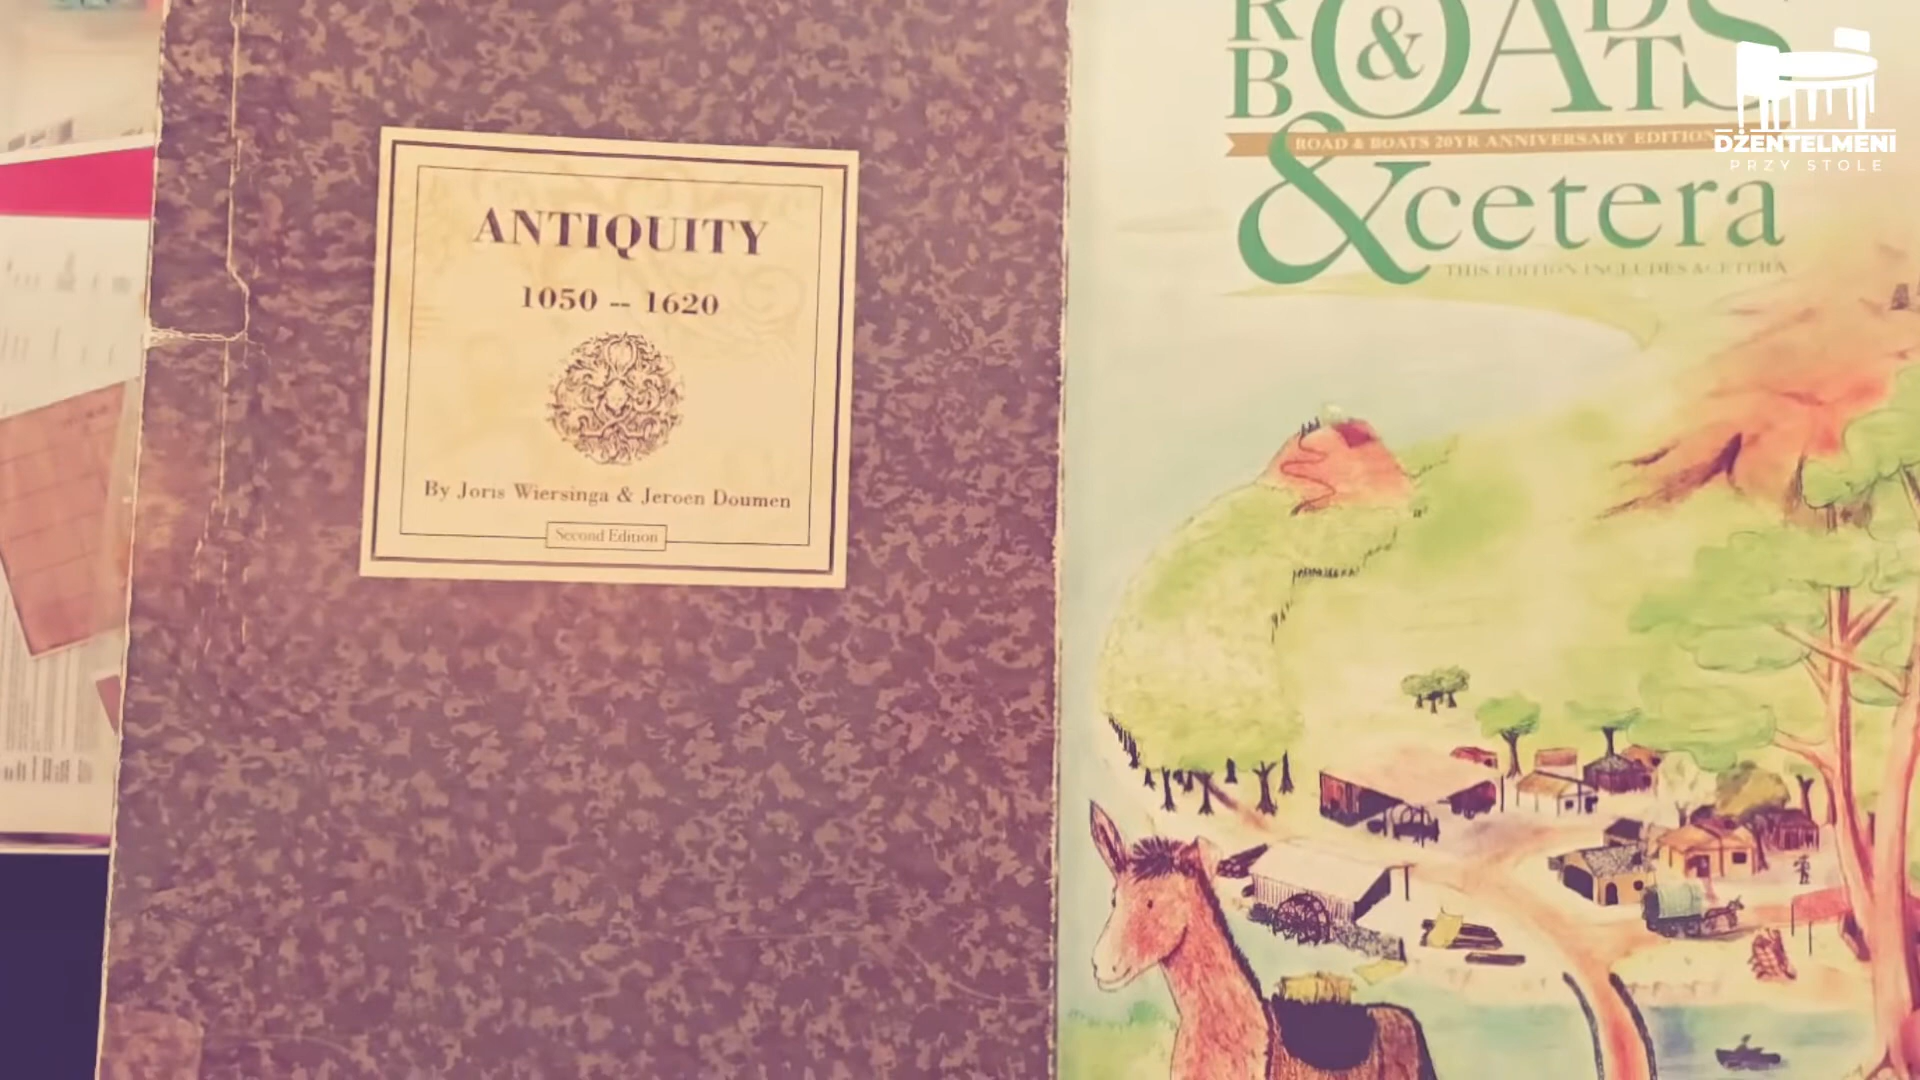 ANTIQUITY
1050 -- 1620
By Joris Wiersinga & Jeroen Doumen
Second Edition
ROADS
& BOATS
ROAD & BOATS 20YR ANNIVERSARY EDITION
&cetera
THIS EDITION INCLUDES &CETERA
DŻENTELMENI
PRZY STOLE